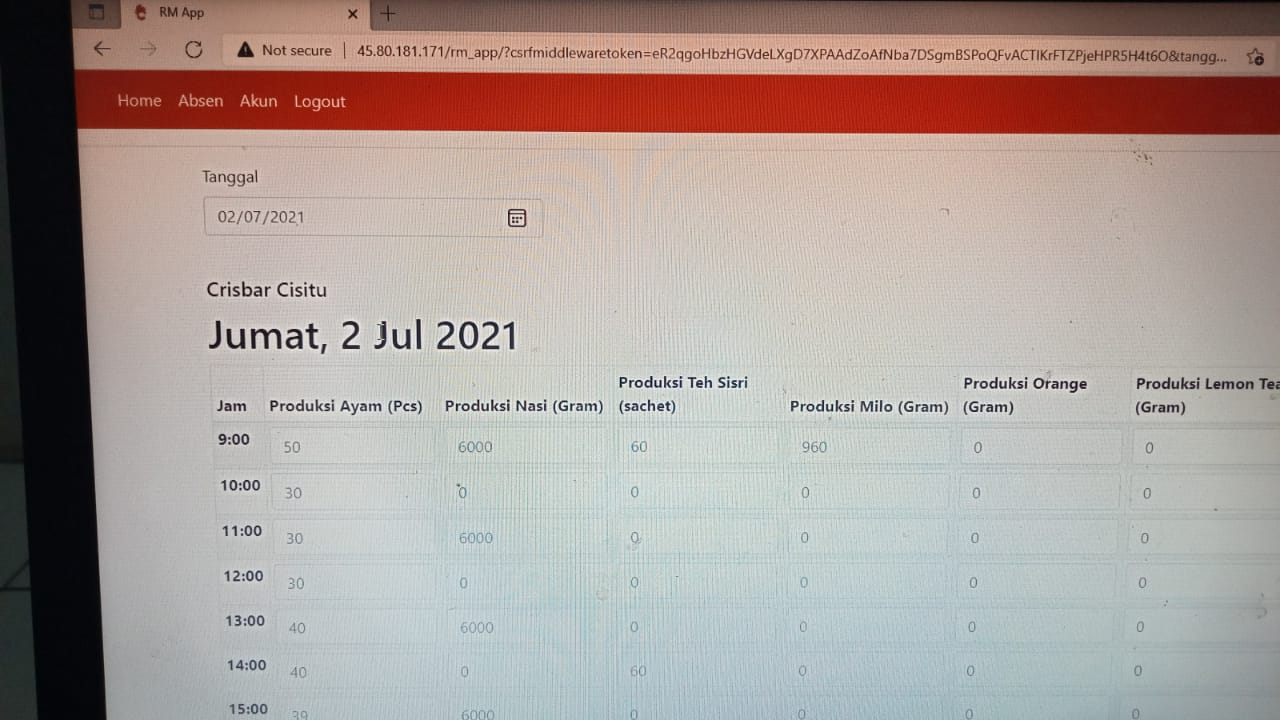 RM App
Not secure 45.80.181.171/rm_app/?csrfmiddlewaretoken=eR2qgoHbzHGVdeLXgD7XPAAdZoAfNba7DSgmBSPoQFvACTIKrFTZPjeHPR5H4t6O&tangg...
Home Absen Akun Logout
Tanggal
02/07/2021
Crisbar Cisitu
Jumat, 2 Jul 2021
Jam Produksi Ayam (Pcs) Produksi Nasi (Gram) Produksi Teh Sisri (sachet) Produksi Milo (Gram) Produksi Orange (Gram) Produksi Lemon Tea (Gram)
9:00 50 6000 60 960 0 0
10:00 30 0 0 0 0 0
11:00 30 6000 0 0 0 0
12:00 30 0 0 0 0 0
13:00 40 6000 0 0 0 0
14:00 40 0 60 0 0 0
15:00 39 6000 0 0 0 0